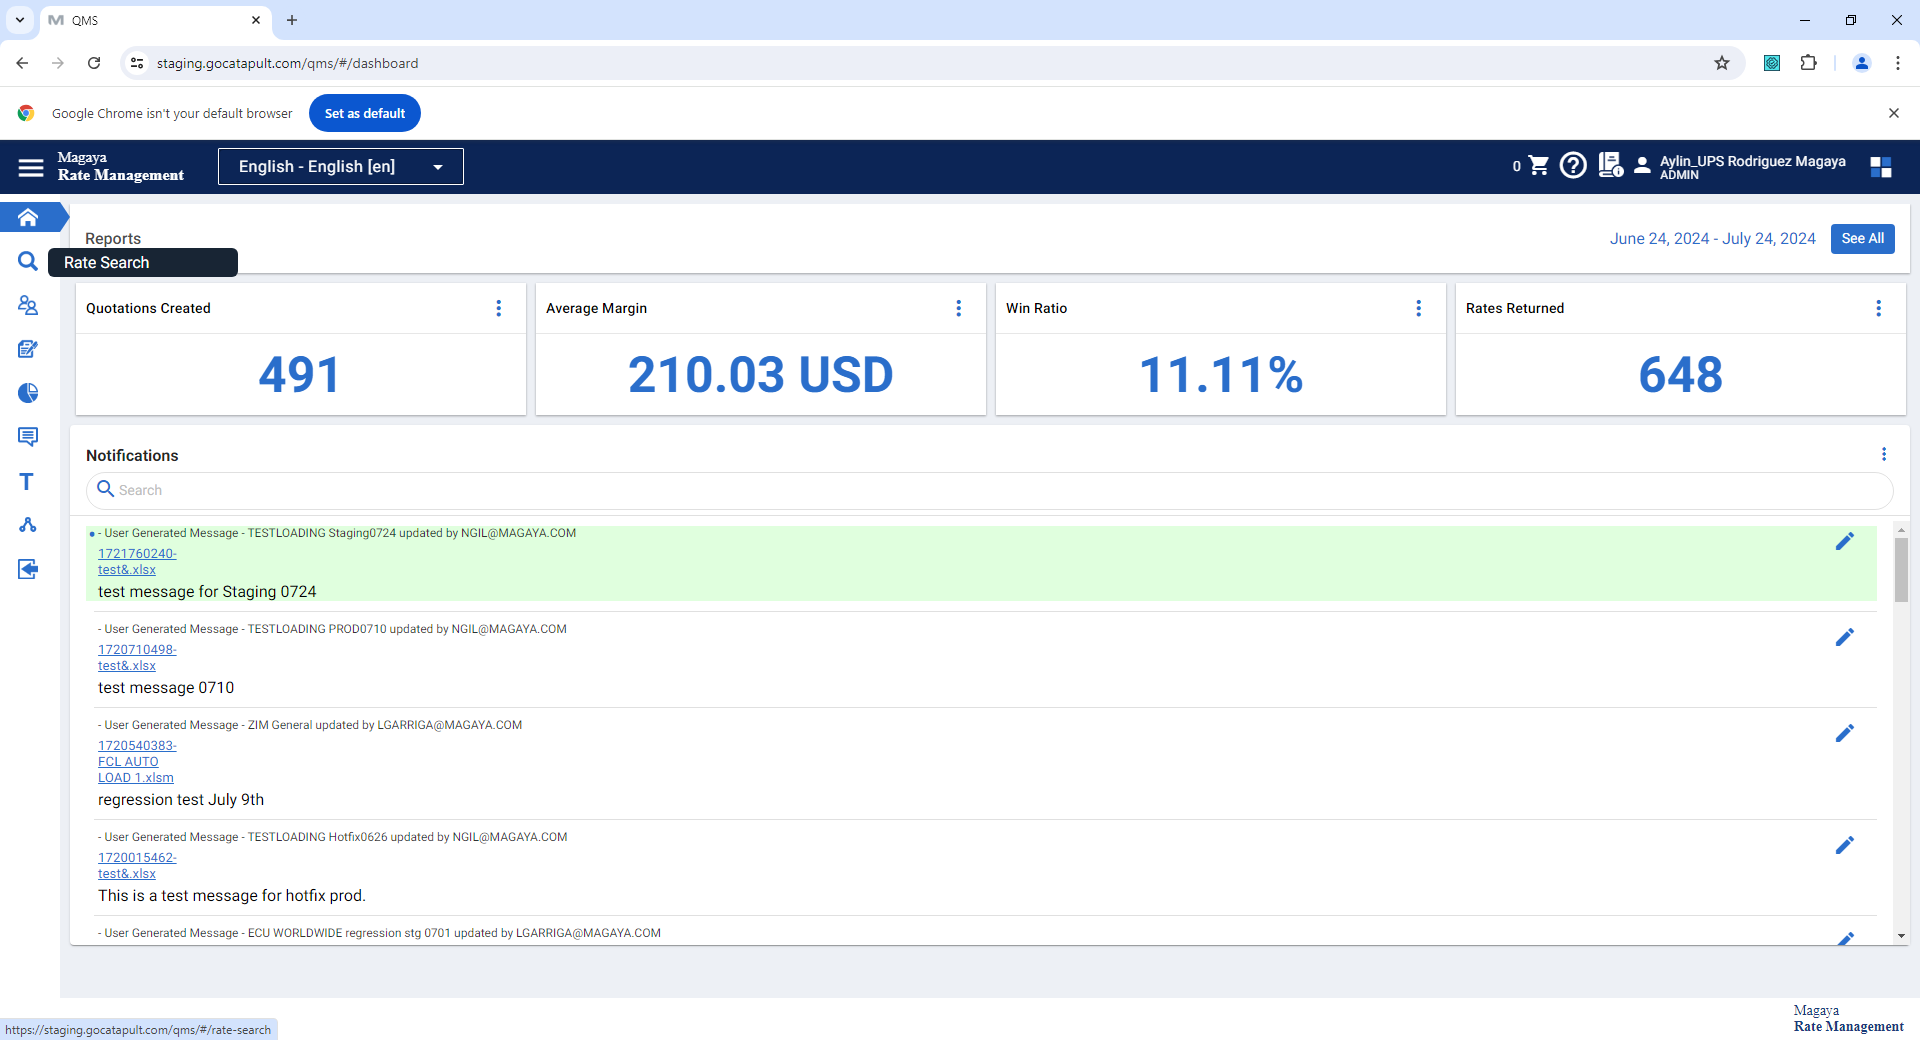 QMS
staging.gocatapult.com/qms/#/dashboard
Google Chrome isn't your default browser
Set as default
Magaya
Rate Management
English - English [en]
0
Aylin_UPS Rodriguez Magaya
ADMIN
Reports
June 24, 2024 - July 24, 2024
See All
Rate Search
Quotations Created
491
Average Margin
210.03 USD
Win Ratio
11.11%
Rates Returned
648
Notifications
Search
- User Generated Message - TESTLOADING Staging0724 updated by NGIL@MAGAYA.COM
1721760240-
test&.xlsx
test message for Staging 0724
- User Generated Message - TESTLOADING PROD0710 updated by NGIL@MAGAYA.COM
1720710498-
test&.xlsx
test message 0710
- User Generated Message - ZIM General updated by LGARRIGA@MAGAYA.COM
1720540383-
FCL AUTO
LOAD 1.xlsm
regression test July 9th
- User Generated Message - TESTLOADING Hotfix0626 updated by NGIL@MAGAYA.COM
1720015462-
test&.xlsx
This is a test message for hotfix prod.
- User Generated Message - ECU WORLDWIDE regression stg 0701 updated by LGARRIGA@MAGAYA.COM
https://staging.gocatapult.com/qms/#/rate-search
Magaya
Rate Management